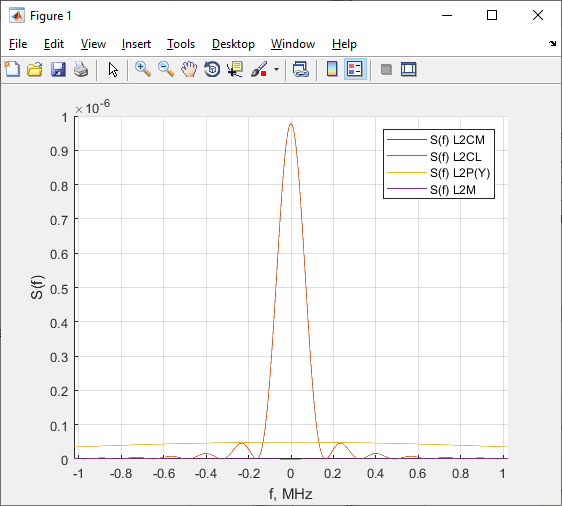 Figure 1
File Edit View Insert Tools Desktop Window Help
×10^-6
1
0.9
0.8
0.7
0.6
0.5
0.4
0.3
0.2
0.1
0
S(f)
S(f) L2CM
S(f) L2CL
S(f) L2P(Y)
S(f) L2M
-1 -0.8 -0.6 -0.4 -0.2 0 0.2 0.4 0.6 0.8 1
f, MHz